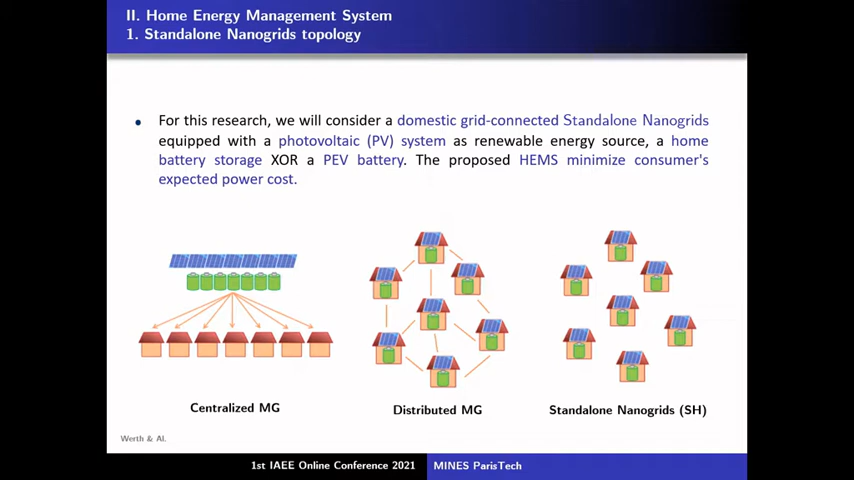 II. Home Energy Management System
1. Standalone Nanogrids topology
For this research, we will consider a domestic grid-connected Standalone Nanogrids
equipped with a photovoltaic (PV) system as renewable energy source, a home
battery storage XOR a PEV battery. The proposed HEMS minimize consumer's
expected power cost.
Centralized MG
Distributed MG
Standalone Nanogrids (SH)
Werth & Al.
1st IAEE Online Conference 2021
MINES ParisTech